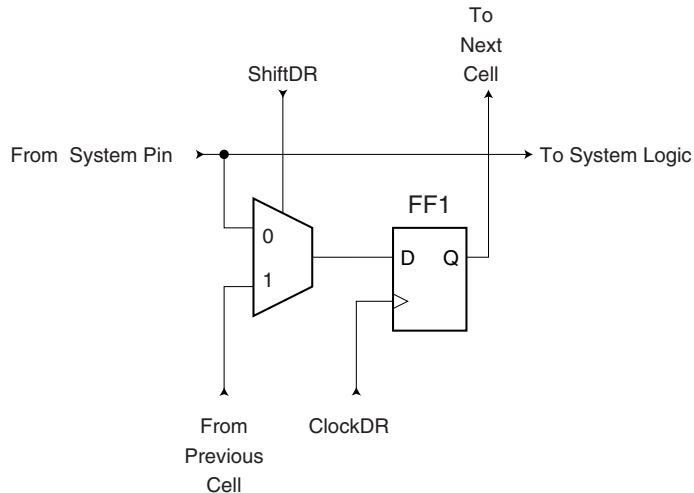 To
Next
Cell
ShiftDR
From System Pin
To System Logic
FF1
0
D Q
1
From
Previous
Cell
ClockDR